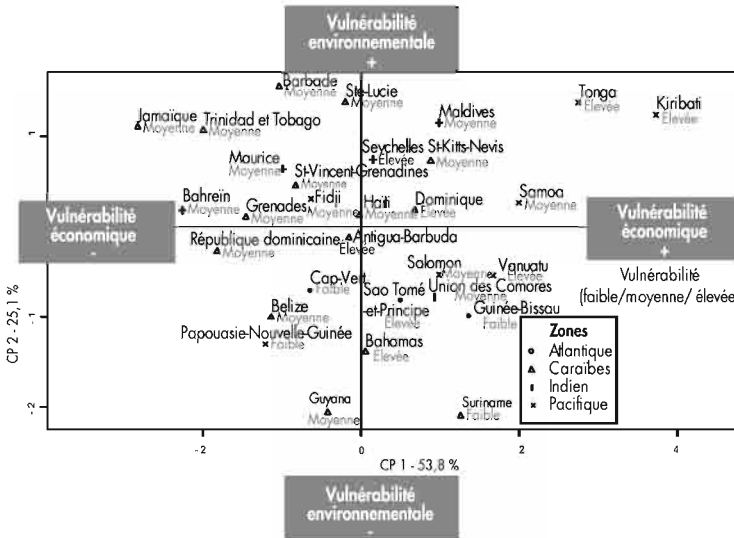 Vulnérabilité
environnementale
+
Barbade
Moyenne
Ste-Lucie
Moyenne
Tonga
Elevée
Kiribati
Elevée
Jamaïque
Moyenne
Trinidad et Tobago
Moyenne
Maldives
Moyenne
1
Seychelles
Elevée
St-Kitts-Nevis
Moyenne
Maurice
Moyenne
St-Vincent-Grenadines
Moyenne
Bahreïn
Moyenne
Grenades
Moyenne
Fidji
Moyenne
Haïti
Moyenne
Dominique
Elevée
Samoa
Moyenne
Vulnérabilité
économique
-
Vulnérabilité
économique
+
République dominicaine
Moyenne
Antigua-Barbuda
Elevée
Salomon
Moyenne
Vanuatu
Elevée
Vulnérabilité
(faible/moyenne/ élevée)
Cap-Vert
Faible
Sao Tomé
-et-Principe
Elevée
Union des Comores
Moyenne
Guinée-Bissau
Faible
-1
Belize
Moyenne
Papouasie-Nouvelle-Guinée
Faible
Bahamas
Elevée
Zones
Atlantique
Caraïbes
Indien
Pacifique
-2
Guyana
Moyenne
Suriname
Faible
CP 2 - 25,1 %
-2
0
2
4
CP 1 - 53,8 %
Vulnérabilité
environnementale
-